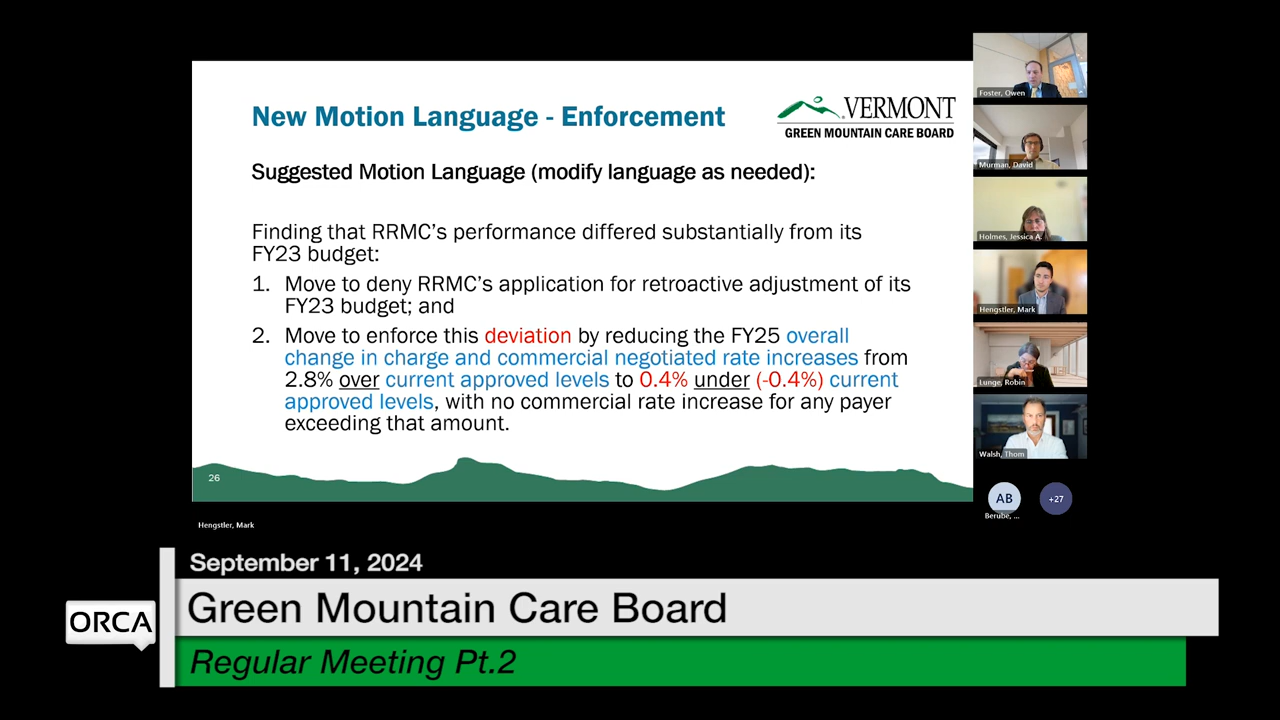 New Motion Language - Enforcement
VERMONT
GREEN MOUNTAIN CARE BOARD
Suggested Motion Language (modify language as needed):
Finding that RRMC's performance differed substantially from its
FY23 budget:
1. Move to deny RRMC's application for retroactive adjustment of its
FY23 budget; and
2. Move to enforce this deviation by reducing the FY25 overall
change in charge and commercial negotiated rate increases from
2.8% over current approved levels to 0.4% under (-0.4%) current
approved levels, with no commercial rate increase for any payer
exceeding that amount.
26
Foster, Owen
Murman, David
Holmes, Jessica A.
Hengstler, Mark
Lunge, Robin
Walsh, Thom
AB
+27
Berube, ...
Hengstler, Mark
September 11, 2024
ORCA
Green Mountain Care Board
Regular Meeting Pt.2